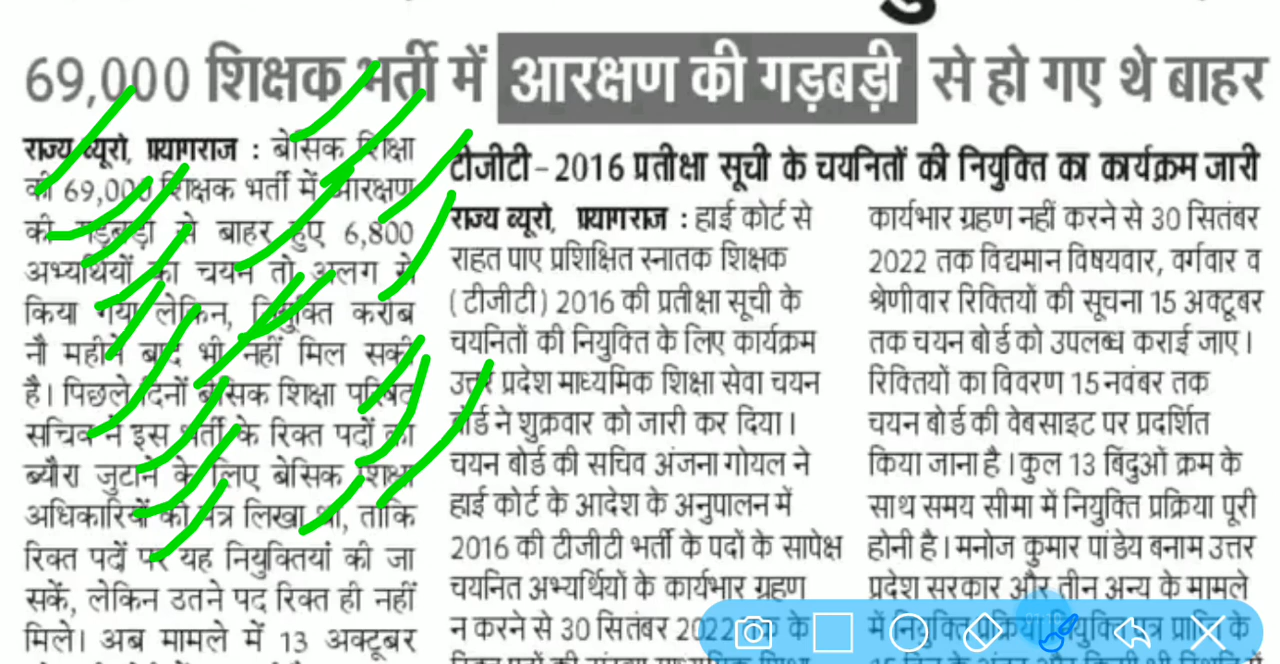 69,000 शिक्षक भर्ती में आरक्षण की गड़बड़ी से हो गए थे बाहर
राज्य ब्यूरो, प्रयागराज : बेसिक शिक्षा
की 69,000 शिक्षक भर्ती में आरक्षण
की गड़बड़ी से बाहर हुए 6,800
अभ्यर्थियों का चयन तो अलग से
किया गया लेकिन, नियुक्ति करीब
नौ महीने बाद भी नहीं मिल सकी
है। पिछले दिनों बेसिक शिक्षा परिषद
सचिव ने इस भर्ती के रिक्त पदों का
ब्यौरा जुटाने के लिए बेसिक शिक्षा
अधिकारियों को पत्र लिखा था, ताकि
रिक्त पदों पर यह नियुक्तियां की जा
सकें, लेकिन उतने पद रिक्त ही नहीं
मिले। अब मामले में 13 अक्टूबर
टीजीटी-2016 प्रतीक्षा सूची के चयनितों की नियुक्ति का कार्यक्रम जारी
राज्य ब्यूरो, प्रयागराज : हाई कोर्ट से
राहत पाए प्रशिक्षित स्नातक शिक्षक
(टीजीटी) 2016 की प्रतीक्षा सूची के
चयनितों की नियुक्ति के लिए कार्यक्रम
उत्तर प्रदेश माध्यमिक शिक्षा सेवा चयन
बोर्ड ने शुक्रवार को जारी कर दिया।
चयन बोर्ड की सचिव अंजना गोयल ने
हाई कोर्ट के आदेश के अनुपालन में
2016 की टीजीटी भर्ती के पदों के सापेक्ष
चयनित अभ्यर्थियों के कार्यभार ग्रहण
न करने से 30 सितंबर 2022 तक के
कार्यभार ग्रहण नहीं करने से 30 सितंबर
2022 तक विद्यमान विषयवार, वर्गवार व
श्रेणीवार रिक्तियों की सूचना 15 अक्टूबर
तक चयन बोर्ड को उपलब्ध कराई जाए।
रिक्तियों का विवरण 15 नवंबर तक
चयन बोर्ड की वेबसाइट पर प्रदर्शित
किया जाना है। कुल 13 बिंदुओं क्रम के
साथ समय सीमा में नियुक्ति प्रक्रिया पूरी
होनी है। मनोज कुमार पांडेय बनाम उत्तर
प्रदेश सरकार और तीन अन्य के मामले
में नियुक्ति प्रक्रिया नियुक्ति पत्र प्राप्ति के